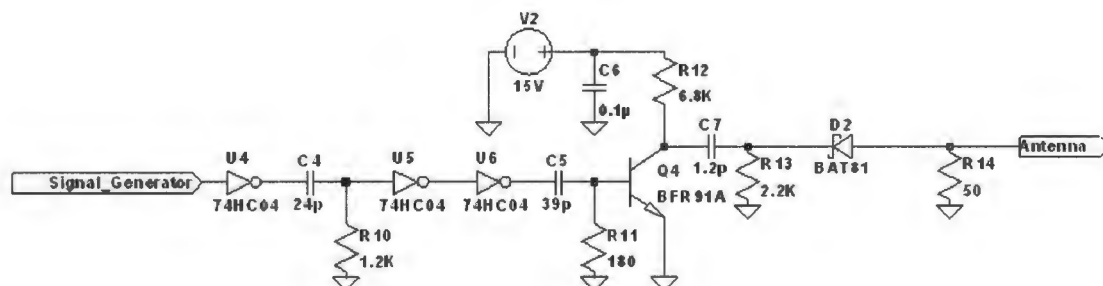 V2
15V
C6
0.1µ
R12
6.8K
C7
1.2p
D2
BAT81
Antenna
R13
2.2K
R14
50
Q4
BFR91A
Signal_Generator
U4
74HC04
C4
24p
R10
1.2K
U5
74HC04
U6
74HC04
C5
39p
R11
180